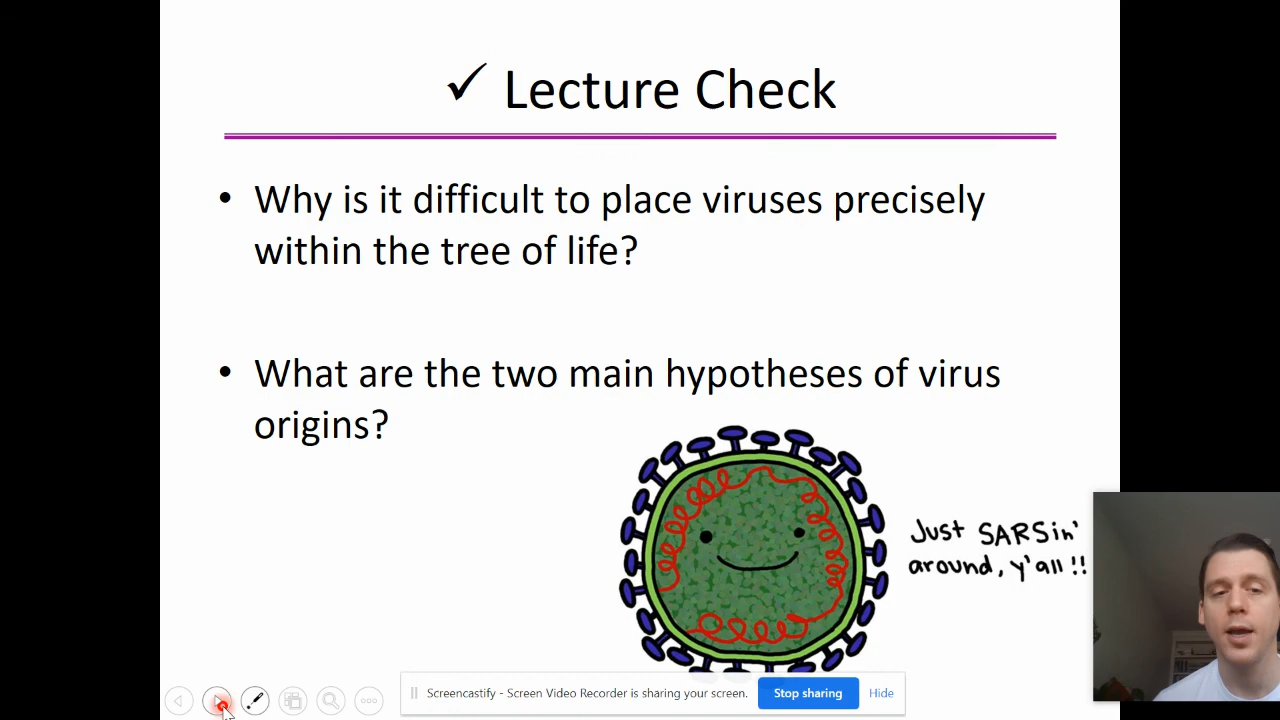 ✓ Lecture Check
• Why is it difficult to place viruses precisely
within the tree of life?
• What are the two main hypotheses of virus
origins?
Just SARSin'
around, y'all!!
Screencastify - Screen Video Recorder is sharing your screen.
Stop sharing
Hide